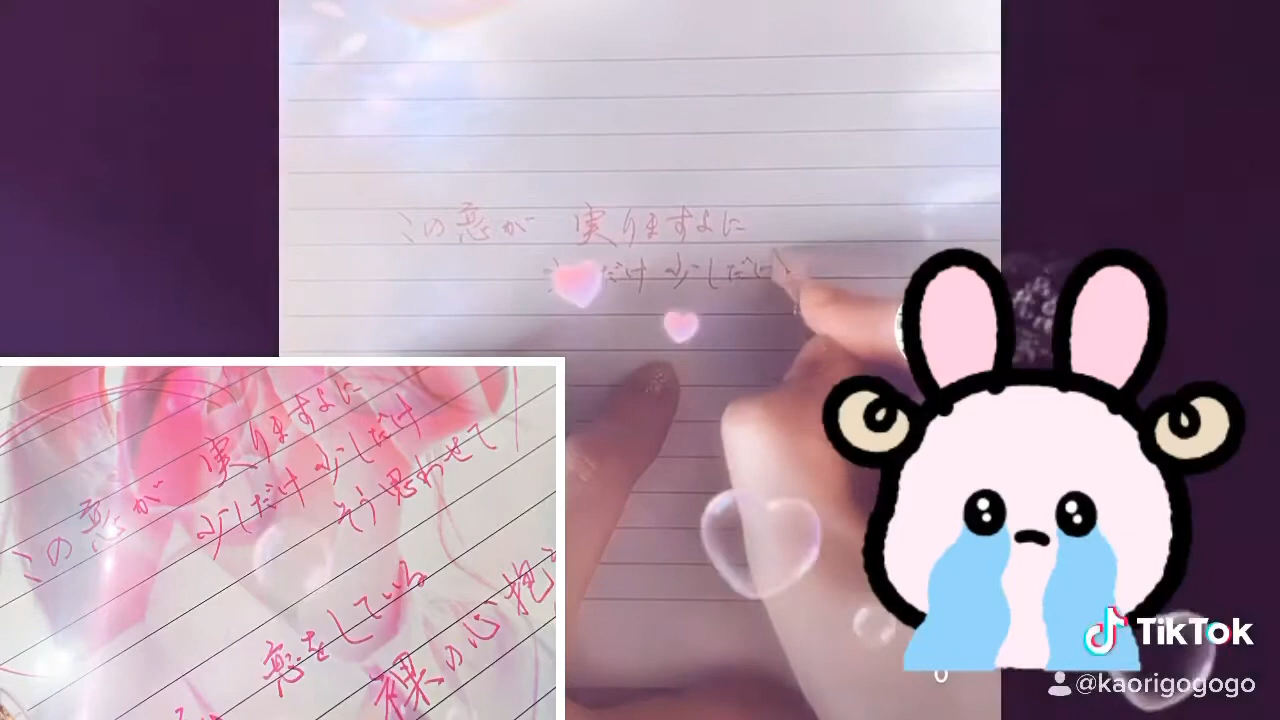 この恋が 実りますよに
少しだけ 少しだけ
この恋が 実りますよに
少しだけ 少しだけ
そう思わせて
恋をしている
裸の心 抱
TikTok
@kaorigogogo